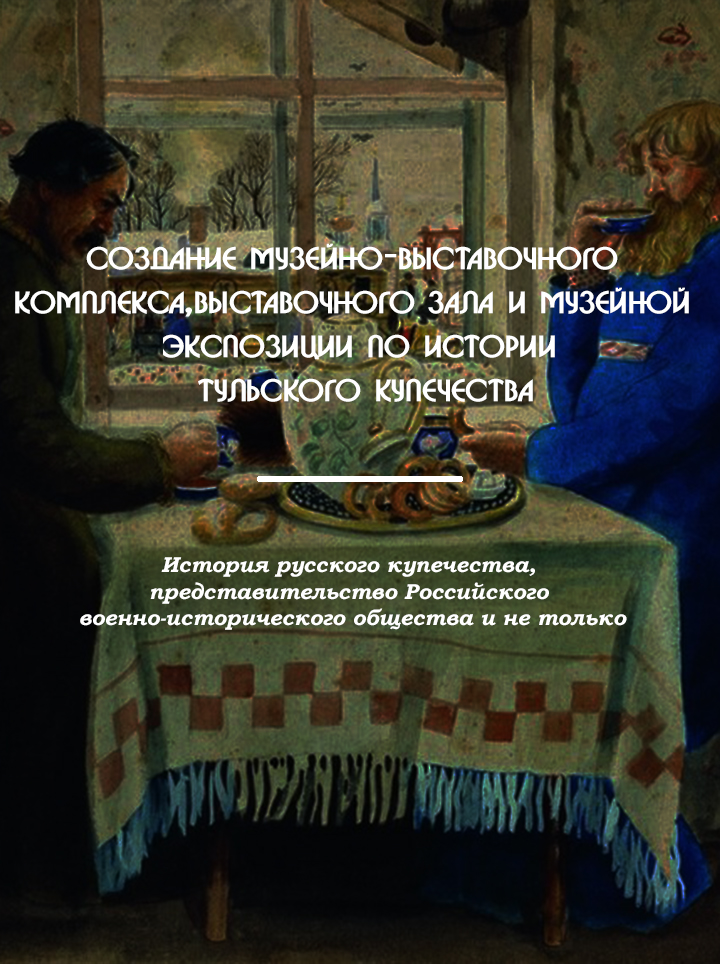 СОЗДАНИЕ МУЗЕЙНО-ВЫСТАВОЧНОГО
КОМПЛЕКСА,ВЫСТАВОЧНОГО ЗАЛА И МУЗЕЙНОЙ
ЭКСПОЗИЦИИ ПО ИСТОРИИ
ТУЛЬСКОГО КУПЕЧЕСТВА
История русского купечества,
представительство Российского
военно-исторического общества и не только